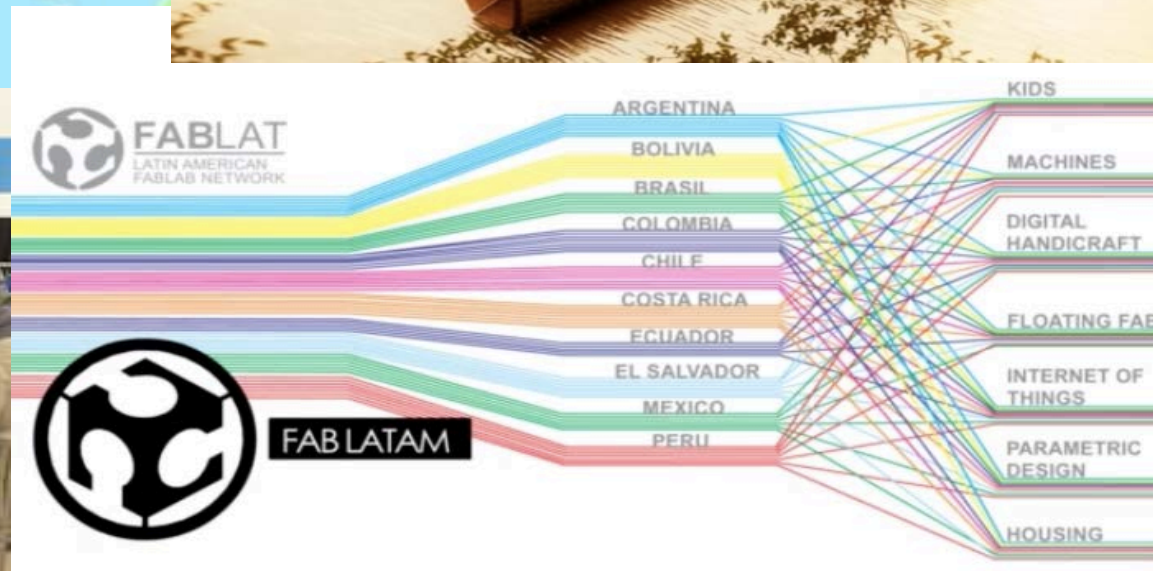 FABLAT
LATIN AMERICAN
FABLAB NETWORK
ARGENTINA
BOLIVIA
BRASIL
COLOMBIA
CHILE
COSTA RICA
ECUADOR
EL SALVADOR
MEXICO
PERU
KIDS
MACHINES
DIGITAL
HANDICRAFT
FLOATING FAB
INTERNET OF
THINGS
PARAMETRIC
DESIGN
HOUSING
FAB LATAM